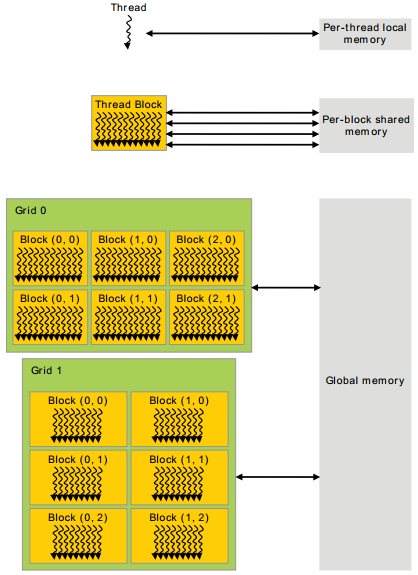 Thread
Per-thread local
memory
Thread Block
Per-block shared
memory
Grid 0
Block (0, 0)
Block (1, 0)
Block (2, 0)
Block (0, 1)
Block (1, 1)
Block (2, 1)
Global memory
Grid 1
Block (0, 0)
Block (1, 0)
Block (0, 1)
Block (1, 1)
Block (0, 2)
Block (1, 2)